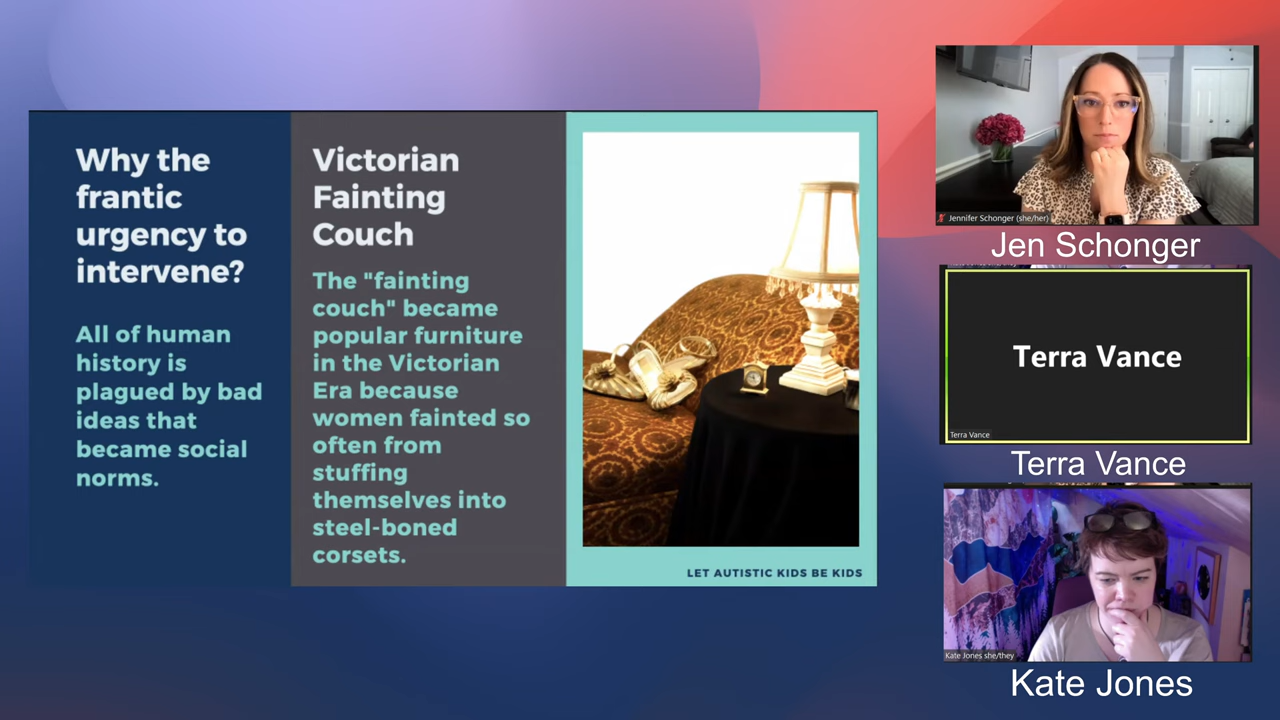 Why the
frantic
urgency to
intervene?
All of human
history is
plagued by bad
ideas that
became social
norms.
Victorian
Fainting
Couch
The "fainting
couch" became
popular furniture
in the Victorian
Era because
women fainted so
often from
stuffing
themselves into
steel-boned
corsets.
LET AUTISTIC KIDS BE KIDS
Jennifer Schonger (she/her)
Jen Schonger
Terra Vance
Terra Vance
Terra Vance
Kate Jones she/they
Kate Jones